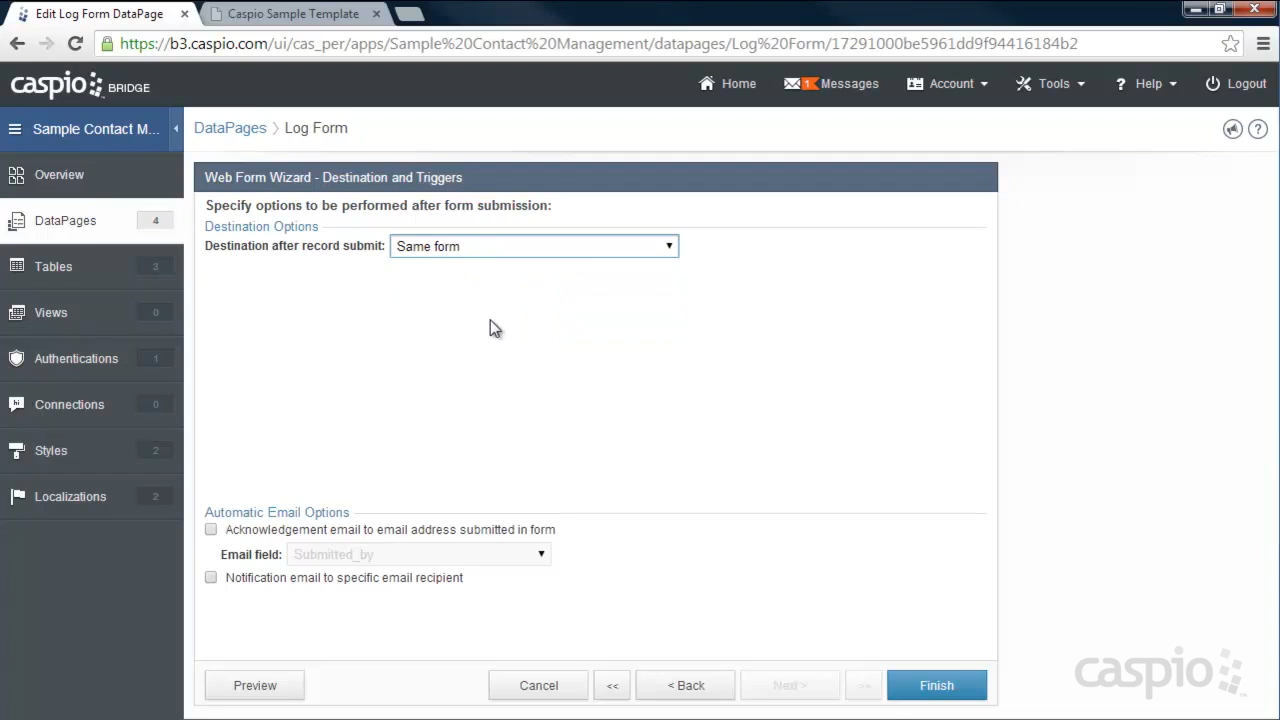 Edit Log Form DataPage
Caspio Sample Template
https://b3.caspio.com/ui/cas_per/apps/Sample%20Contact%20Management/datapages/Log%20Form/17291000be5961dd9f94416184b2
caspio BRIDGE
Home
1 Messages
Account
Tools
? Help
Logout
Sample Contact M...
DataPages > Log Form
?
Overview
DataPages 4
Tables 3
Views 0
Authentications 1
Connections 0
Styles 2
Localizations 2
Web Form Wizard - Destination and Triggers
Specify options to be performed after form submission:
Destination Options
Destination after record submit: Same form
Automatic Email Options
Acknowledgement email to email address submitted in form
Email field: Submitted_by
Notification email to specific email recipient
Preview
Cancel
<<
< Back
Next >
>>
Finish
caspio